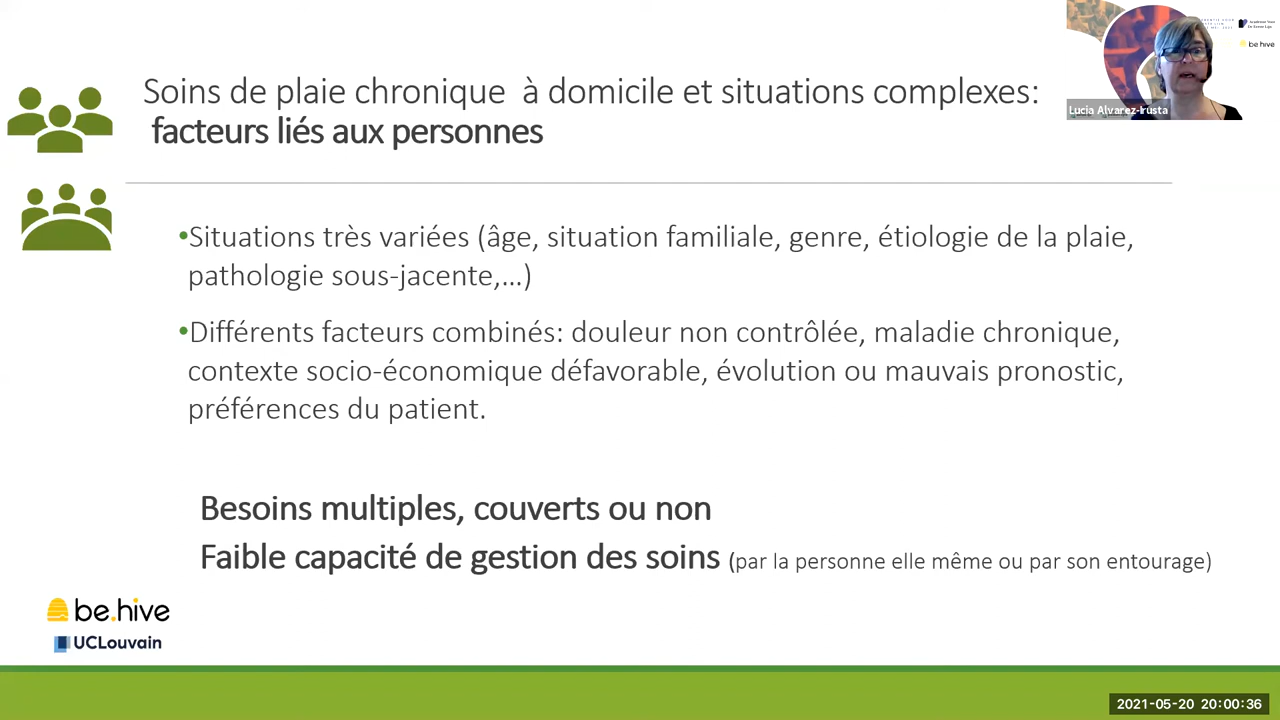 Soins de plaie chronique à domicile et situations complexes:
facteurs liés aux personnes
be hive
Lucia Alvarez-Irusta
•Situations très variées (âge, situation familiale, genre, étiologie de la plaie,
pathologie sous-jacente,...)
•Différents facteurs combinés: douleur non contrôlée, maladie chronique,
contexte socio-économique défavorable, évolution ou mauvais pronostic,
préférences du patient.
Besoins multiples, couverts ou non
Faible capacité de gestion des soins (par la personne elle même ou par son entourage)
be.hive
UCLouvain
2021-05-20 20:00:36